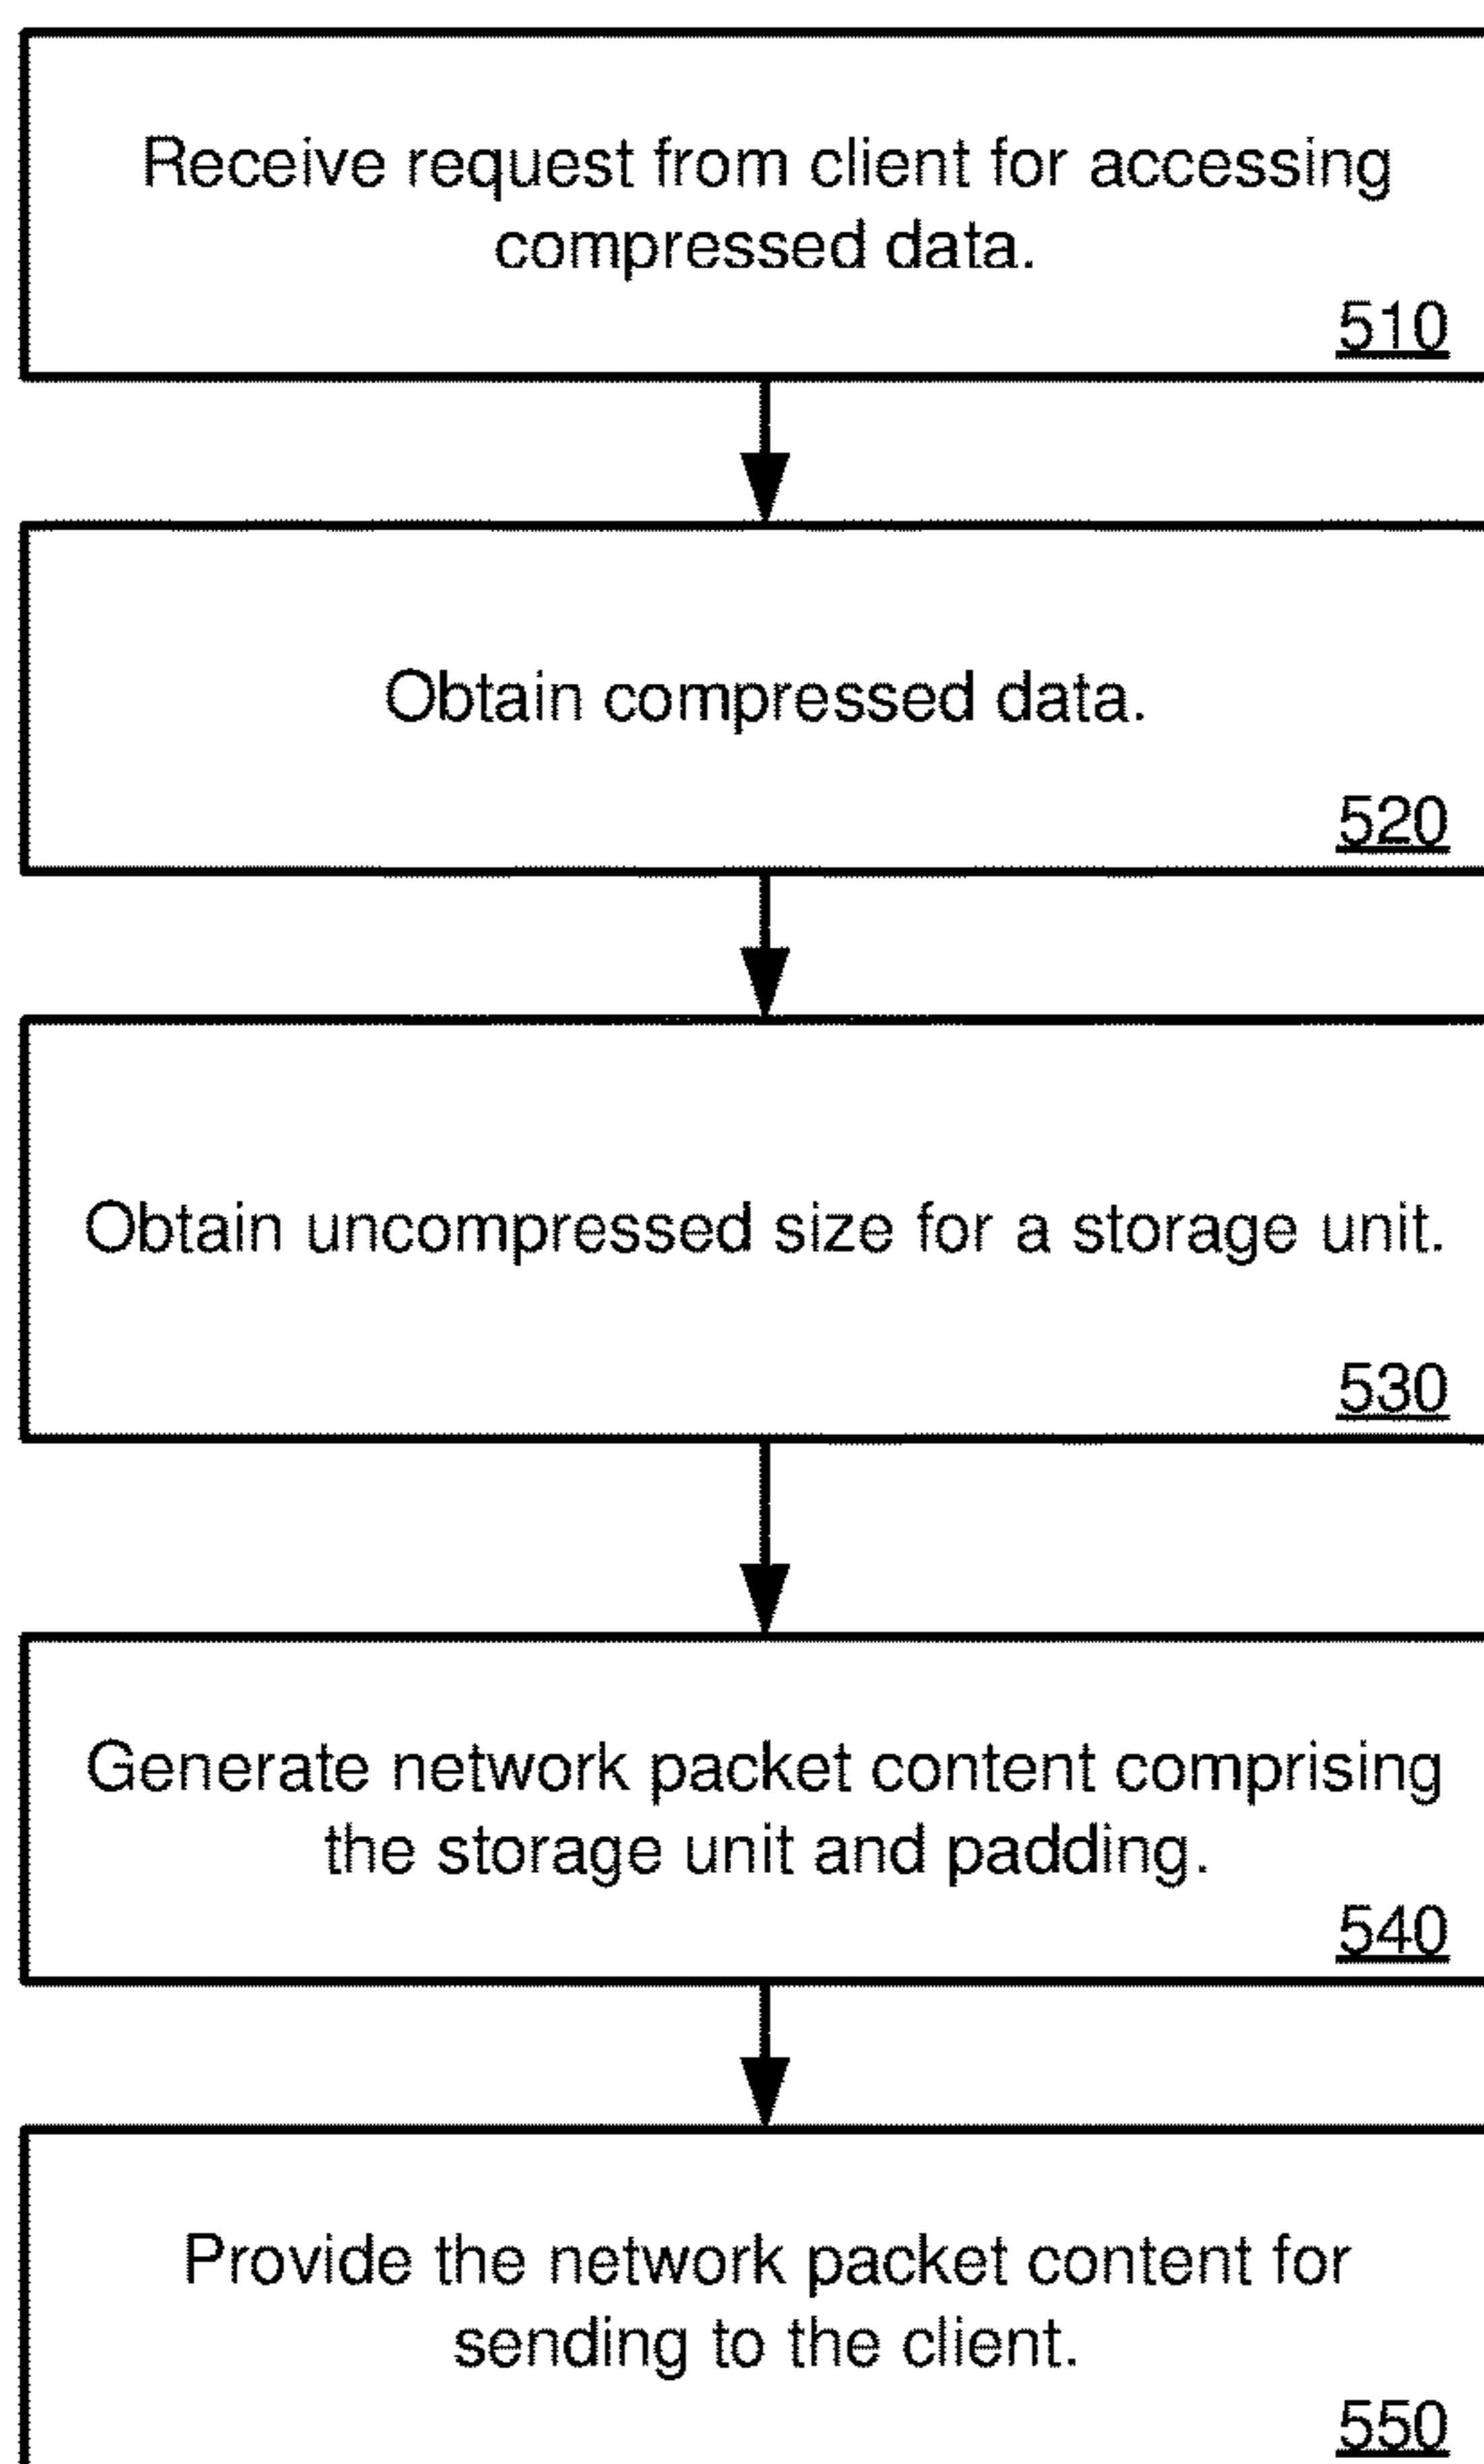 Receive request from client for accessing
compressed data.
510
Obtain compressed data.
520
Obtain uncompressed size for a storage unit.
530
Generate network packet content comprising
the storage unit and padding.
540
Provide the network packet content for
sending to the client.
550